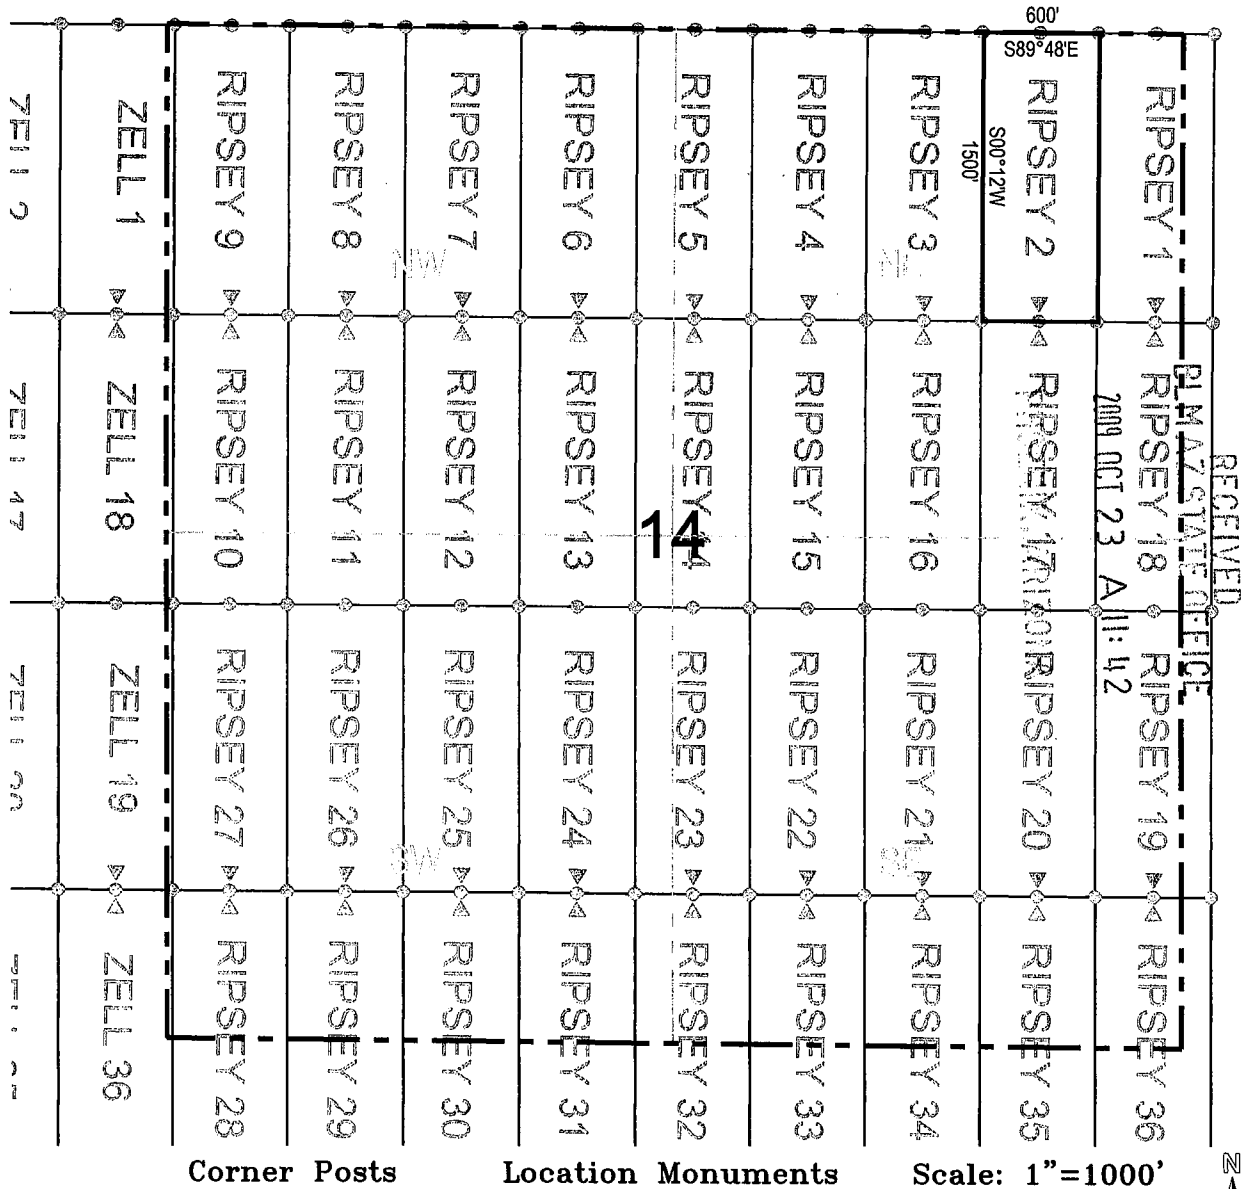 600'
S89°48'E
S00°12'W
1500'
ZELL 1
RIPSEY 9
RIPSEY 8
RIPSEY 7
RIPSEY 6
RIPSEY 5
RIPSEY 4
RIPSEY 3
RIPSEY 2
RIPSEY 1
NW
ZELL 18
RIPSEY 10
RIPSEY 11
RIPSEY 12
RIPSEY 13
14
RIPSEY 15
RIPSEY 16
RIPSEY 17
RIPSEY 18
RECEIVED
BLM AZ STATE OFFICE
2009 OCT 23 A 11: 42
ZELL 19
RIPSEY 27
RIPSEY 26
RIPSEY 25
RIPSEY 24
RIPSEY 23
RIPSEY 22
RIPSEY 21
RIPSEY 20
RIPSEY 19
SW
SE
ZELL 36
RIPSEY 28
RIPSEY 29
RIPSEY 30
RIPSEY 31
RIPSEY 32
RIPSEY 33
RIPSEY 34
RIPSEY 35
RIPSEY 36
Corner Posts Location Monuments Scale: 1"=1000'
N